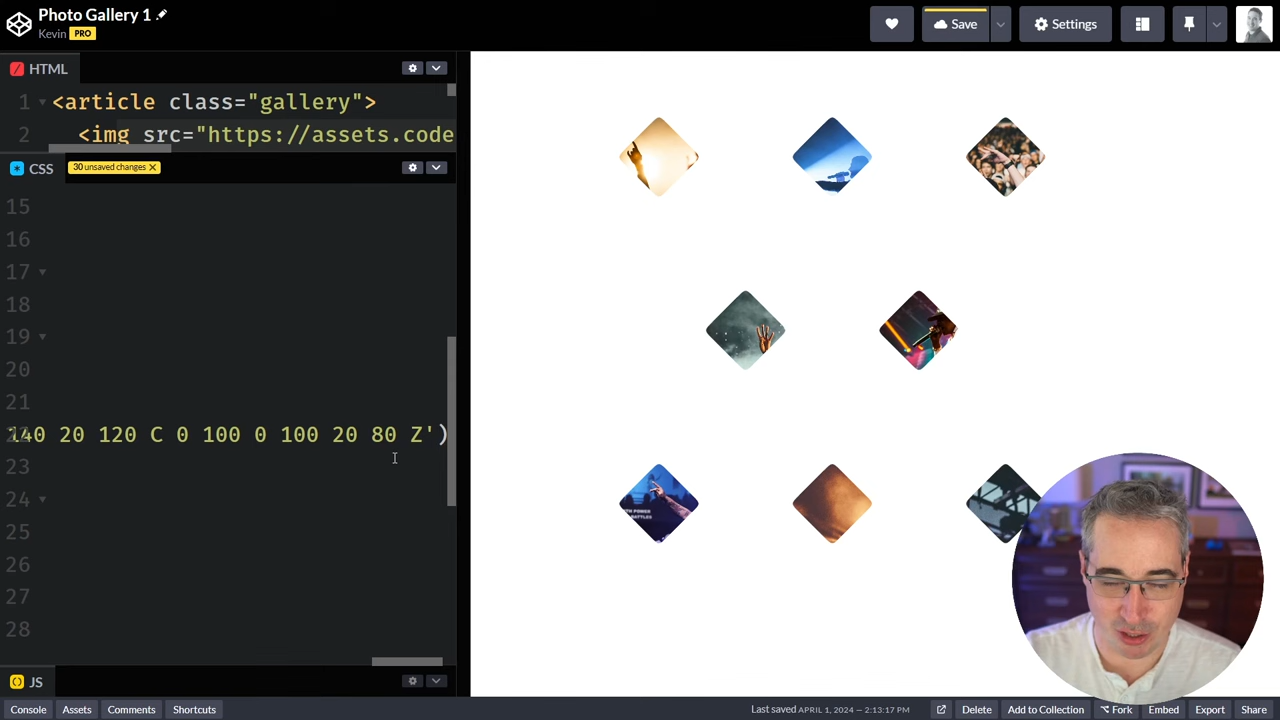 Photo Gallery 1
Kevin PRO
Save
Settings
HTML
1 <article class="gallery">
2 <img src="https://assets.code
CSS
30 unsaved changes X
15
16
17
18
19
20
21
140 20 120 C 0 100 0 100 20 80 Z')
23
24
25
26
27
28
JS
Console Assets Comments Shortcuts
Last saved APRIL 1, 2024 — 2:13:17 PM
Delete Add to Collection Fork Embed Export Share